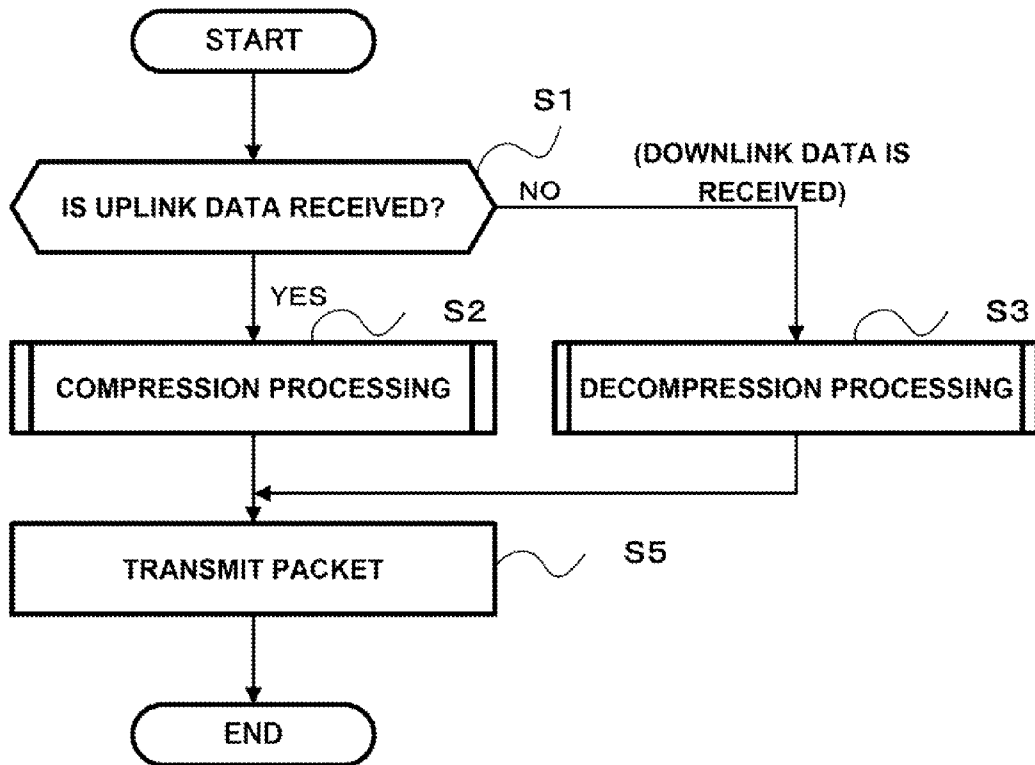 START
S1
IS UPLINK DATA RECEIVED?
NO
(DOWNLINK DATA IS
RECEIVED)
YES
S2
S3
COMPRESSION PROCESSING
DECOMPRESSION PROCESSING
TRANSMIT PACKET
S5
END